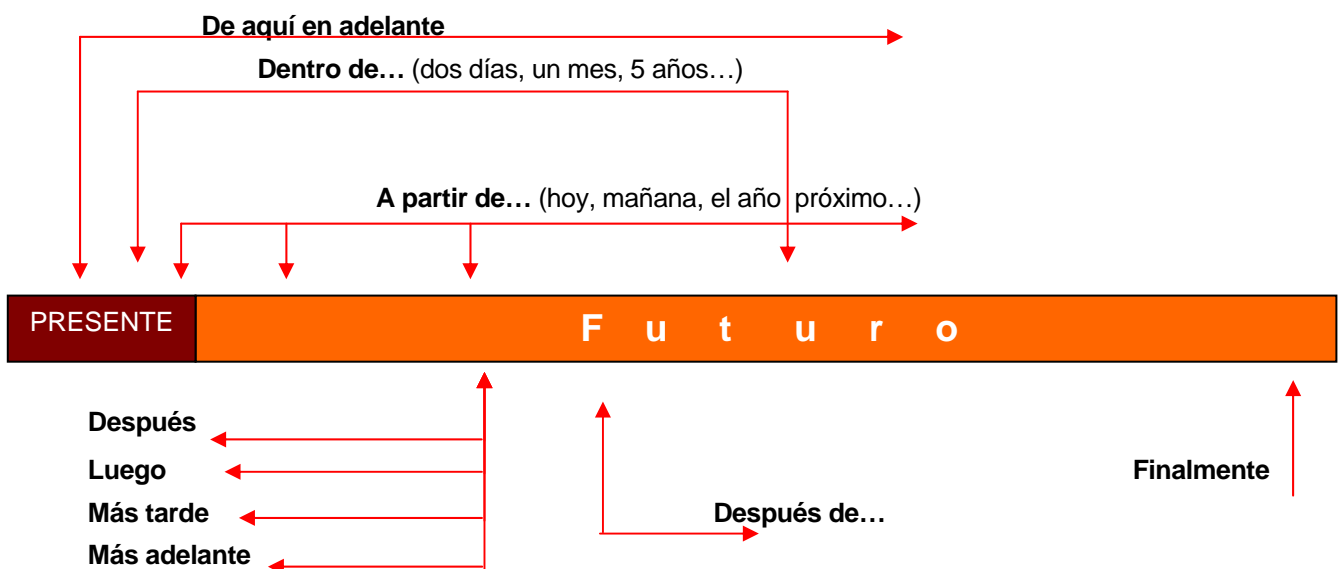 De aquí en adelante
Dentro de… (dos días, un mes, 5 años…)
A partir de… (hoy, mañana, el año próximo…)
PRESENTE
F u t u r o
Después
Luego
Finalmente
Más tarde
Después de…
Más adelante